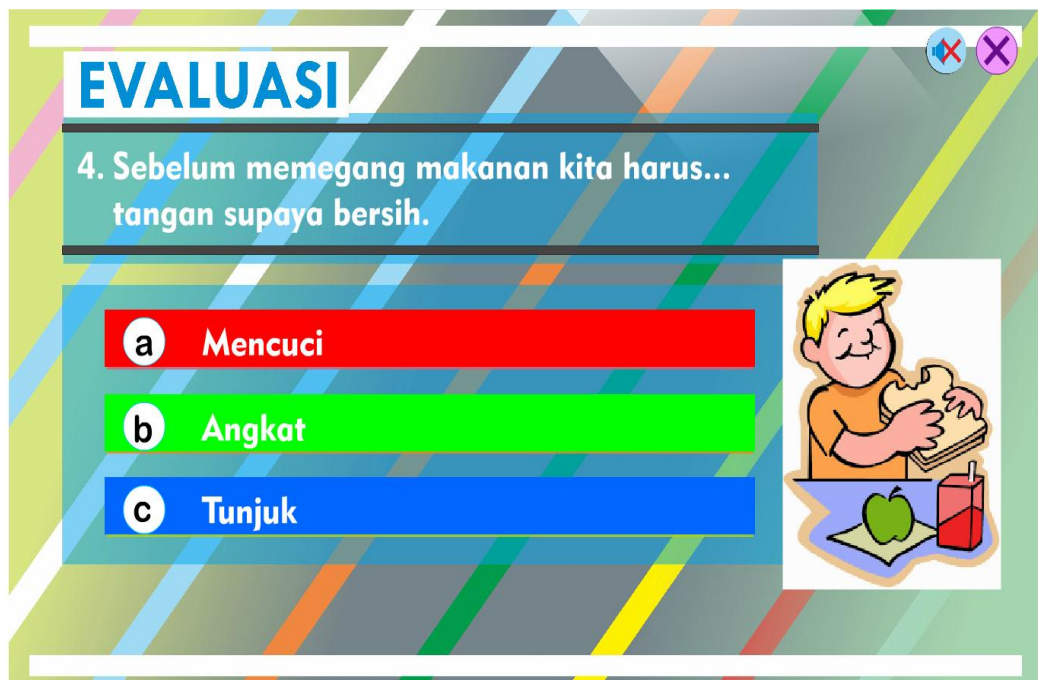 EVALUASI
4. Sebelum memegang makanan kita harus...
tangan supaya bersih.
a Mencuci
b Angkat
c Tunjuk